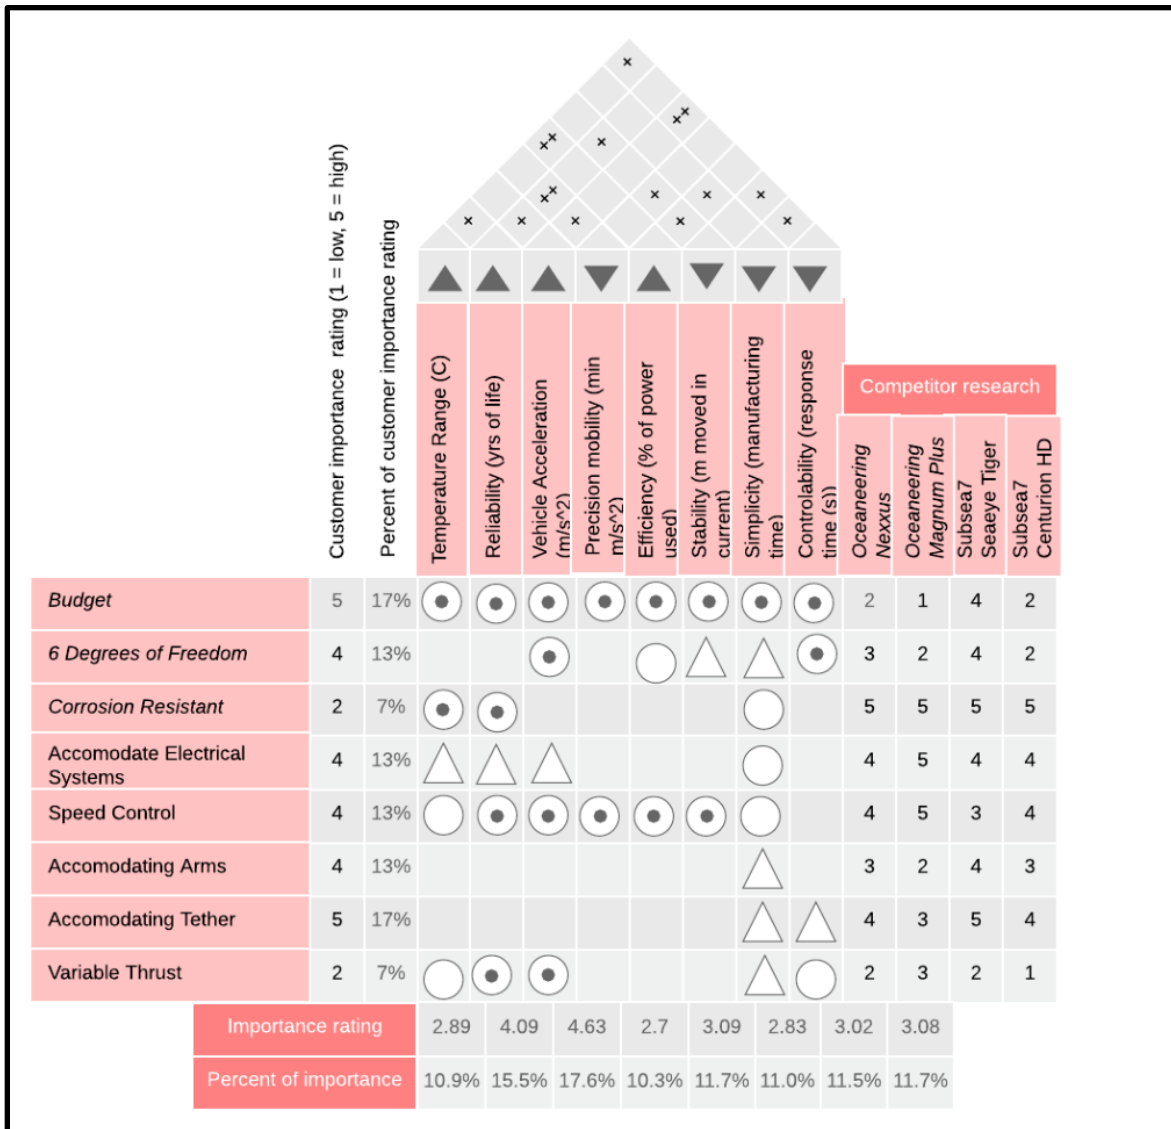 Customer importance rating (1 = low, 5 = high)
Percent of customer importance rating
Temperature Range (C)
Reliability (yrs of life)
Vehicle Acceleration
(m/s^2)
Precision mobility (min
m/s^2)
Efficiency (% of power
used)
Stability (m moved in
current)
Simplicity (manufacturing
time)
Controlability (response
time (s))
Competitor research
Oceaneering
Nexxus
Oceaneering
Magnum Plus
Subsea7
Seaeye Tiger
Subsea7
Centurion HD
Budget 5 17% 2 1 4 2
6 Degrees of Freedom 4 13% 3 2 4 2
Corrosion Resistant 2 7% 5 5 5 5
Accomodate Electrical
Systems 4 13% 4 5 4 4
Speed Control 4 13% 4 5 3 4
Accomodating Arms 4 13% 3 2 4 3
Accomodating Tether 5 17% 4 3 5 4
Variable Thrust 2 7% 2 3 2 1
Importance rating 2.89 4.09 4.63 2.7 3.09 2.83 3.02 3.08
Percent of importance 10.9% 15.5% 17.6% 10.3% 11.7% 11.0% 11.5% 11.7%